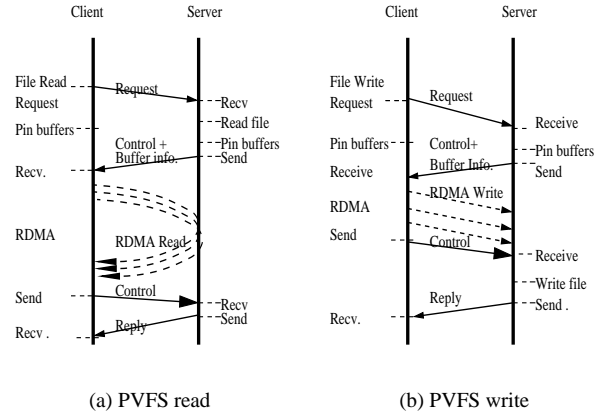 Client
Server
File Read
Request
Request
Recv
Read file
Pin buffers
Control +
Pin buffers
Buffer info.
Send
Recv.
RDMA
RDMA Read
Send
Control
Recv
Reply
Send
Recv .
(a) PVFS read
Client
Server
File Write
Request
Request
Receive
Pin buffers
Control+
Pin buffers
Buffer Info.
Receive
Send
RDMA Write
RDMA
Send
Control
Receive
Write file
Reply
Send .
Recv.
(b) PVFS write